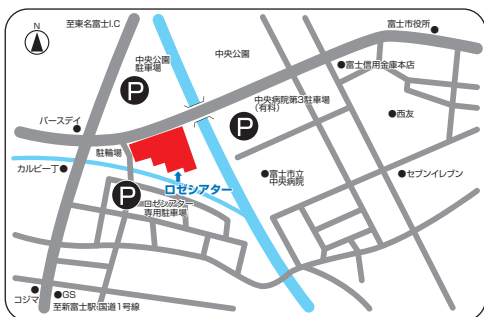 N
至東名富士I.C
富士市役所
中央公園
駐車場
中央公園
富士信用金庫本店
P
中央病院第3駐車場
(有料)
P
西友
バースデイ
駐輪場
カルビー丁
富士市立
中央病院
セブンイレブン
ロゼシアター
P
ロゼシアター
専用駐車場
コジマ
GS
至新富士駅・国道1号線